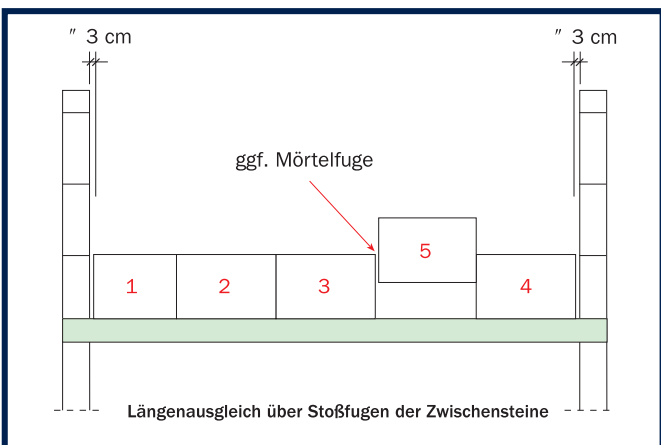 ″ 3 cm ″ 3 cm
ggf. Mörtelfuge
5
1 2 3 4
Längenausgleich über Stoßfugen der Zwischensteine